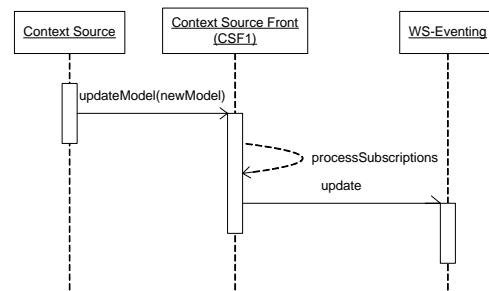 Context Source
Context Source Front
(CSF1)
WS-Eventing
updateModel(newModel)
processSubscriptions
update